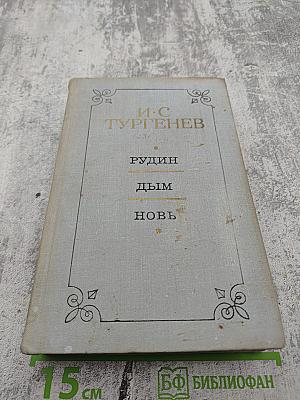 И·С
ТУРГЕНЕВ
РУДИН
ДЫМ
НОВЬ
15 см
БФ БИБЛИОФАН